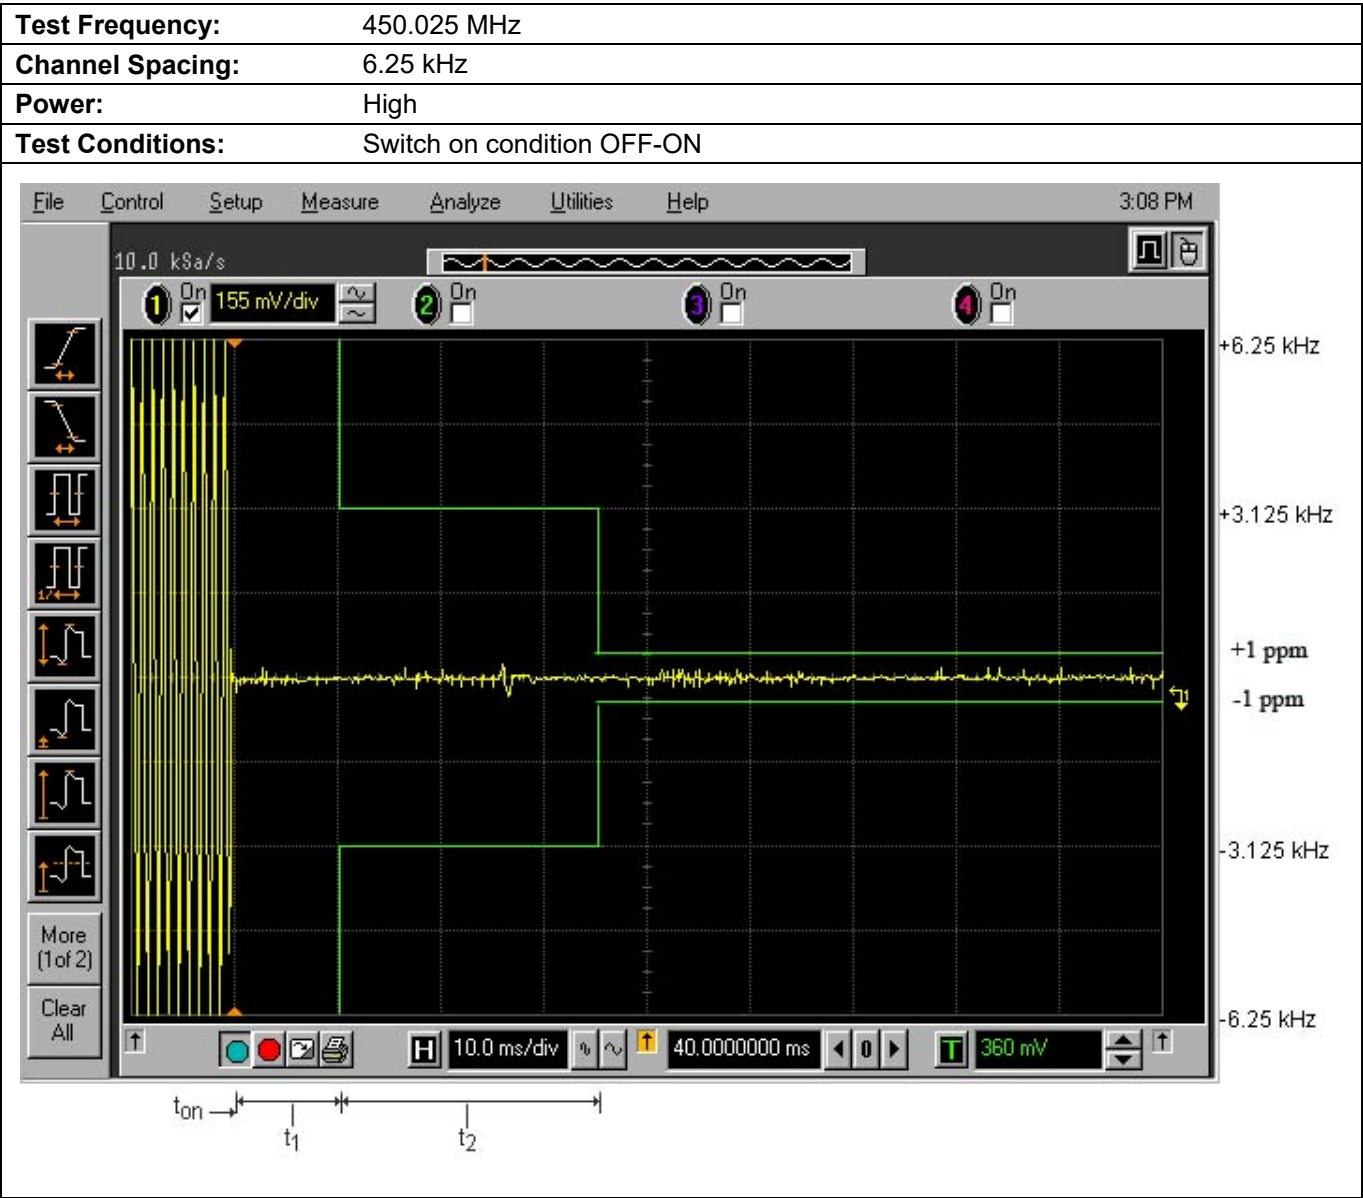 Test Frequency: 450.025 MHz
Channel Spacing: 6.25 kHz
Power: High
Test Conditions: Switch on condition OFF-ON
File Control Setup Measure Analyze Utilities Help 3:08 PM
10.0 kSa/s
1 On 155 mV/div 2 On 3 On 4 On
+6.25 kHz
+3.125 kHz
+1 ppm
-1 ppm
-3.125 kHz
-6.25 kHz
More
(1of 2)
Clear
All
H 10.0 ms/div 40.0000000 ms 0 T 360 mV
ton
t1
t2